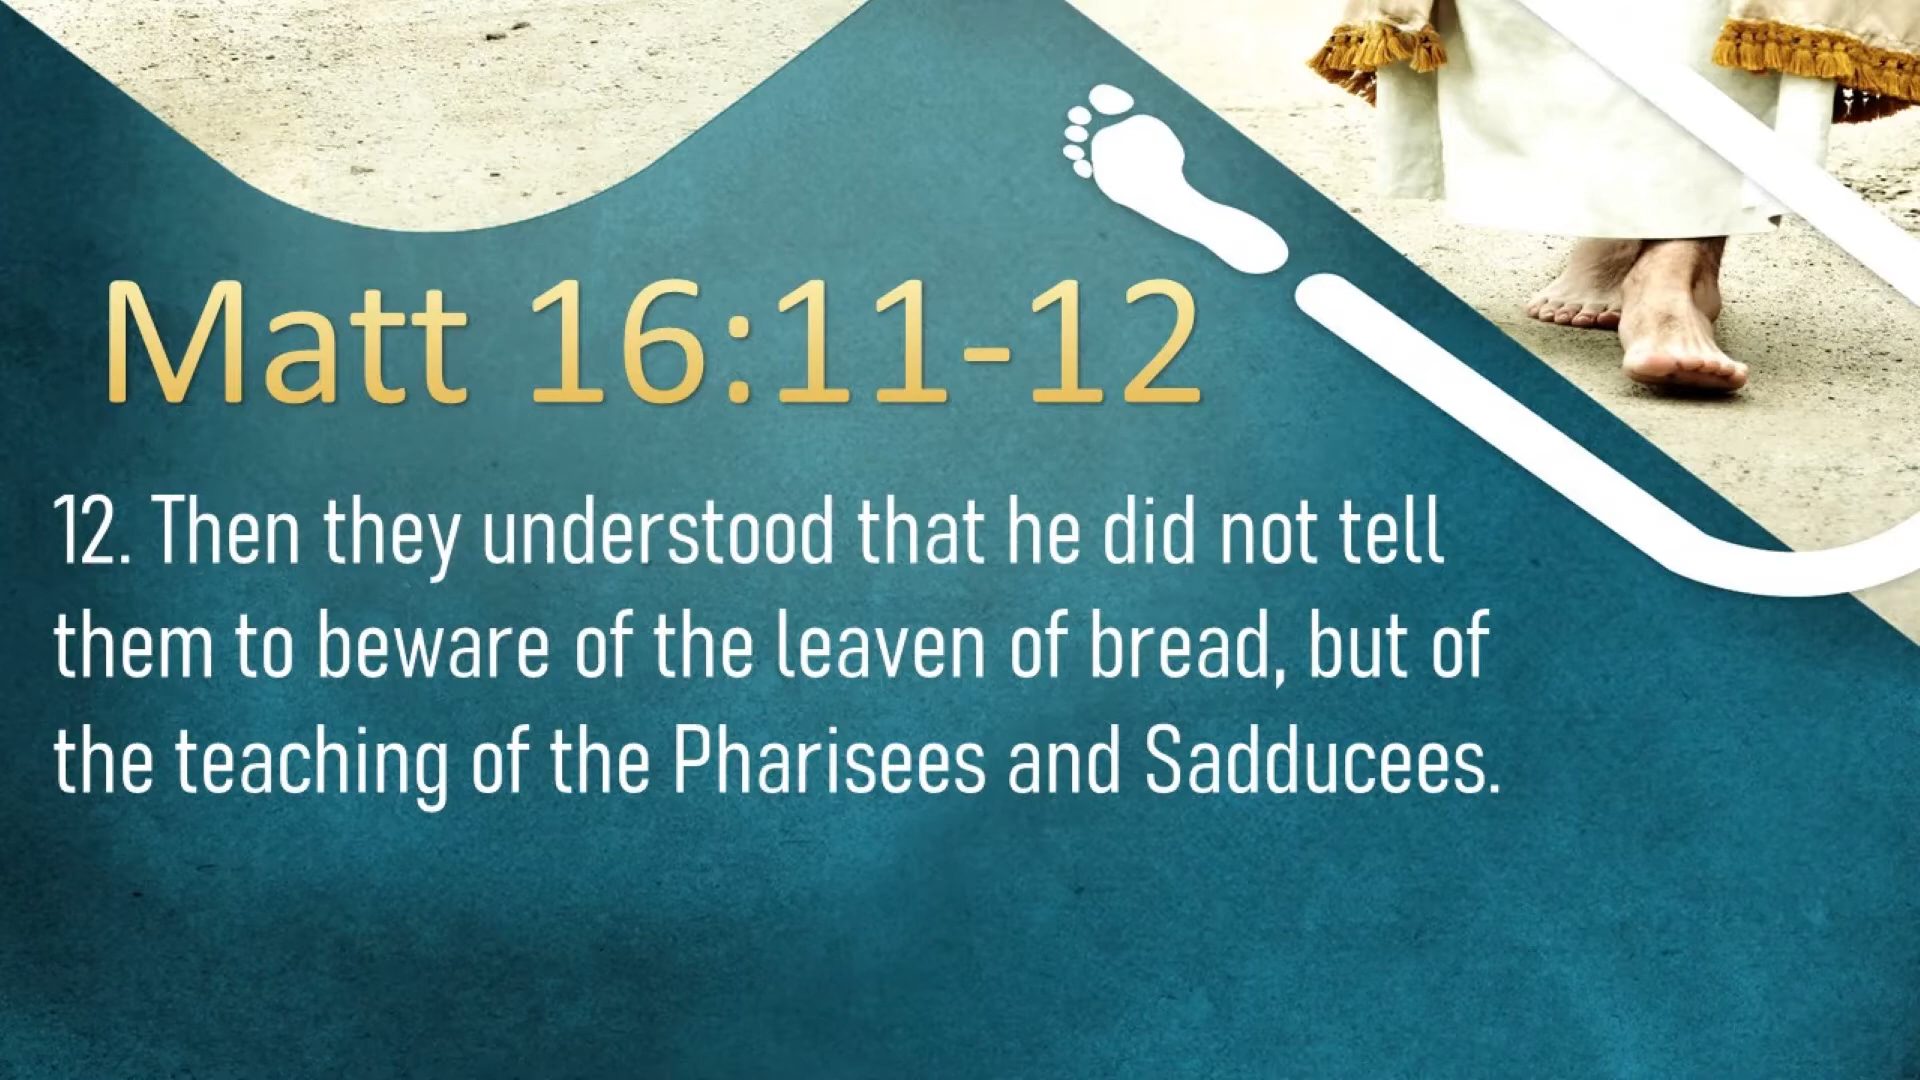 Matt 16:11-12
12. Then they understood that he did not tell
them to beware of the leaven of bread, but of
the teaching of the Pharisees and Sadducees.